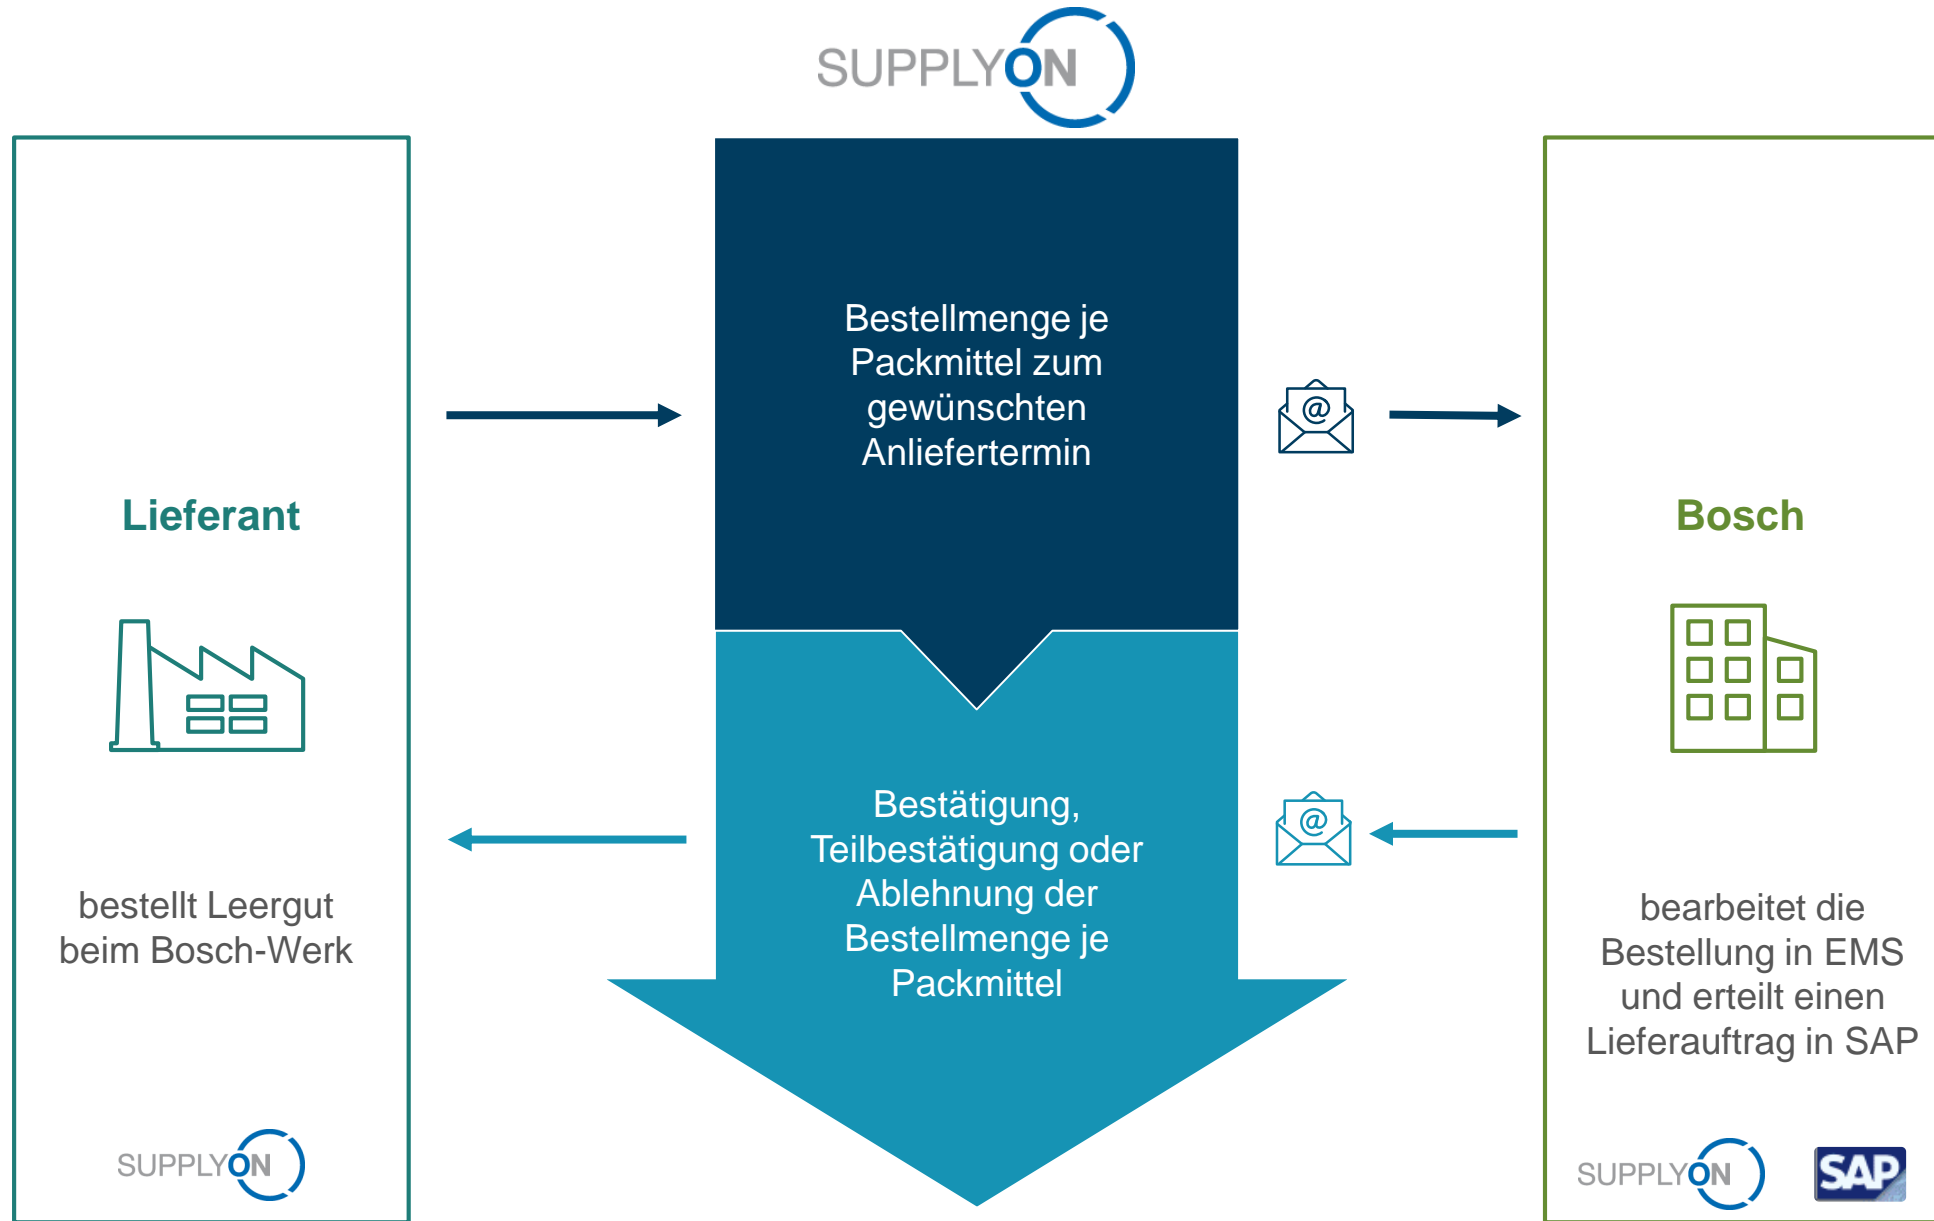 SUPPLYON
Lieferant
bestellt Leergut
beim Bosch-Werk
SUPPLYON
Bestellmenge je
Packmittel zum
gewünschten
Anliefertermin
@
Bestätigung,
Teilbestätigung oder
Ablehnung der
Bestellmenge je
Packmittel
@
Bosch
bearbeitet die
Bestellung in EMS
und erteilt einen
Lieferauftrag in SAP
SUPPLYON
SAP